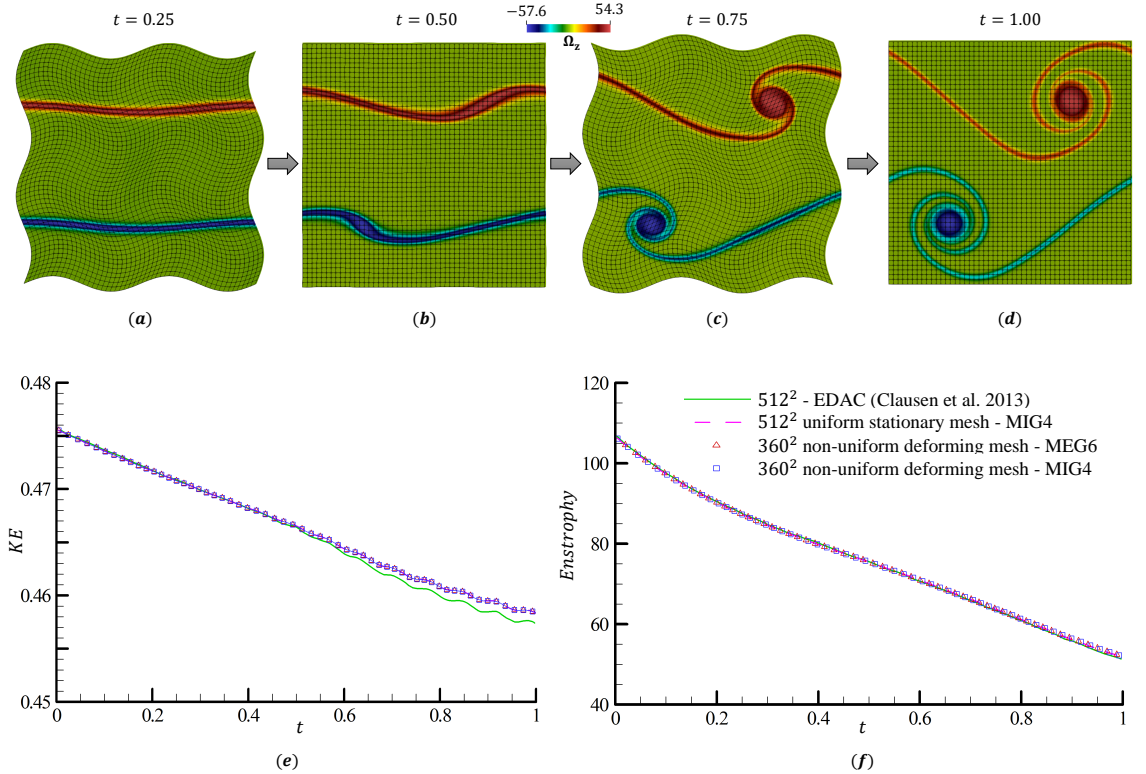 t = 0.25
t = 0.50
−57.6 54.3
Ω_z
t = 0.75
t = 1.00
(a)
(b)
(c)
(d)
0.48
0.47
KE
0.46
0.45
0 0.2 0.4 0.6 0.8 1
t
(e)
120
100
Enstrophy
80
60
40
0 0.2 0.4 0.6 0.8 1
t
512² - EDAC (Clausen et al. 2013)
512² uniform stationary mesh - MIG4
360² non-uniform deforming mesh - MEG6
360² non-uniform deforming mesh - MIG4
(f)